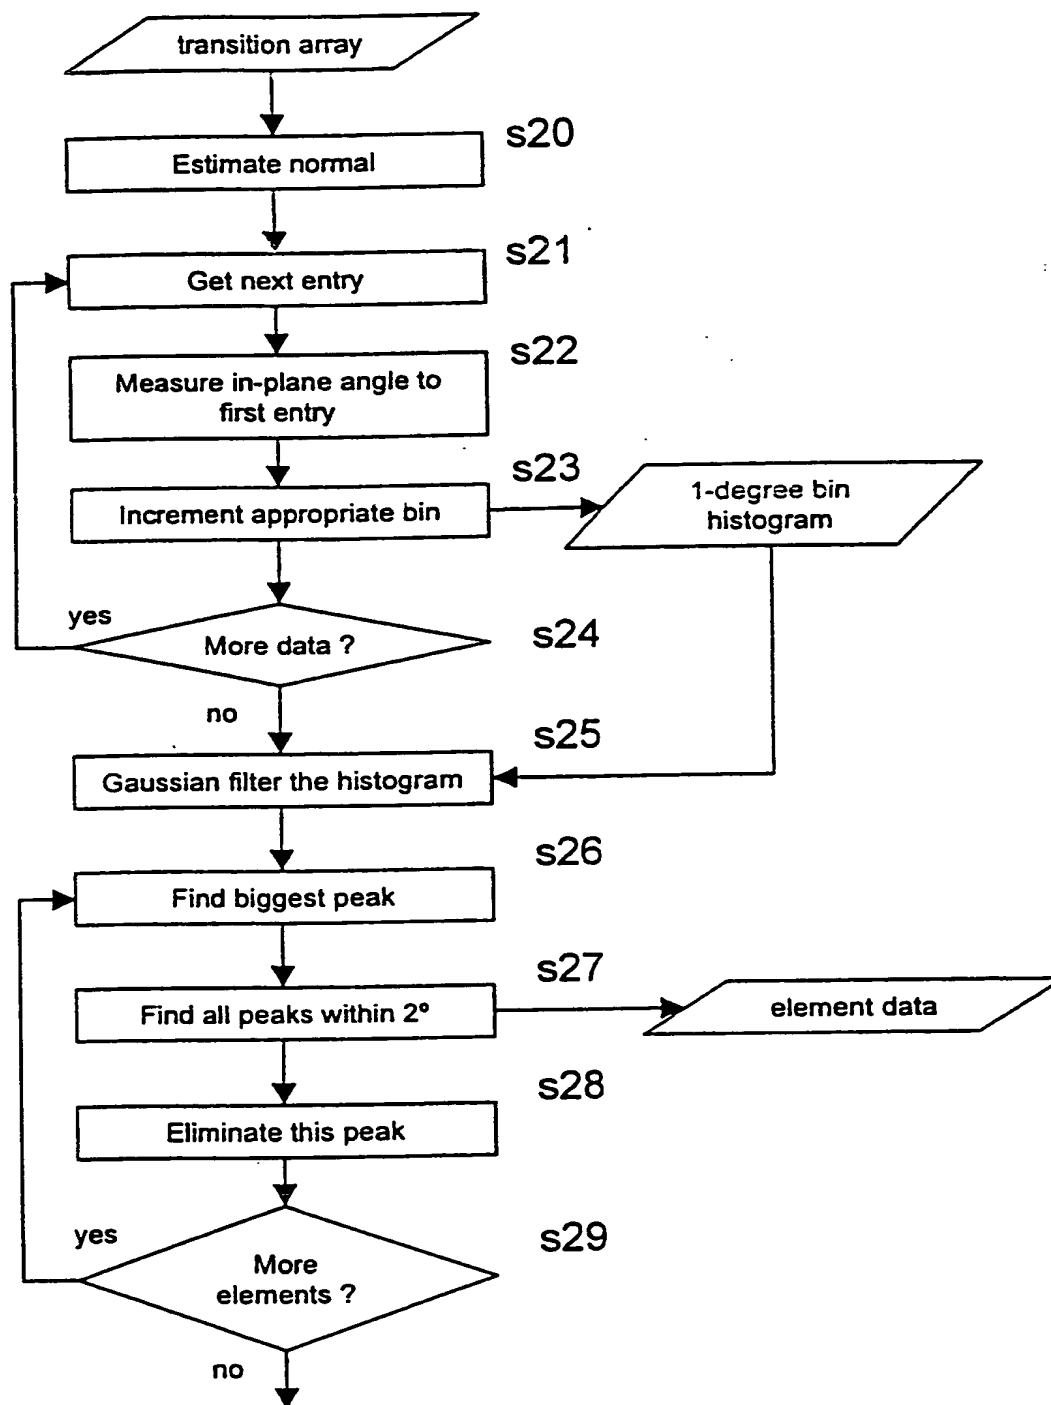 transition array
s20
Estimate normal
s21
Get next entry
s22
Measure in-plane angle to
first entry
s23
Increment appropriate bin
1-degree bin
histogram
yes
More data ?
s24
no
s25
Gaussian filter the histogram
s26
Find biggest peak
s27
Find all peaks within 2º
element data
s28
Eliminate this peak
yes
s29
More
elements ?
no